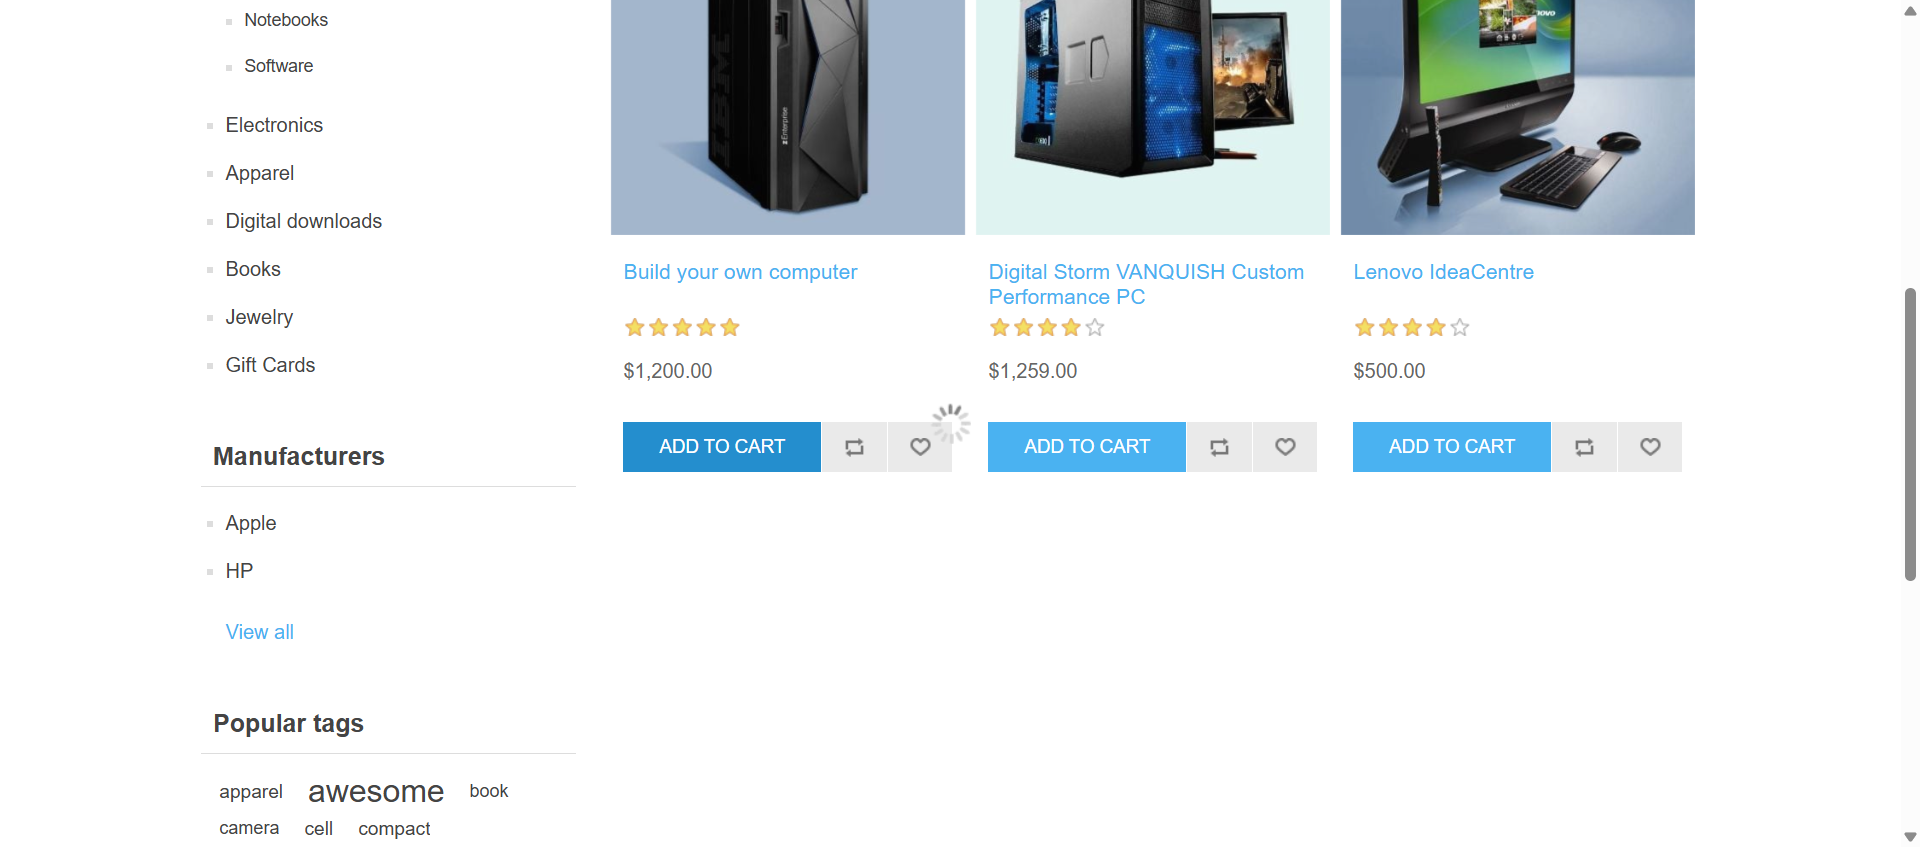 Notebooks
Software
Electronics
Apparel
Digital downloads
Books
Jewelry
Gift Cards
Manufacturers
Apple
HP
View all
Popular tags
apparel awesome book
camera cell compact
IBM
zEnterprise
Build your own computer
$1,200.00
ADD TO CART
Digital Storm VANQUISH Custom
Performance PC
$1,259.00
ADD TO CART
Lenovo IdeaCentre
$500.00
ADD TO CART